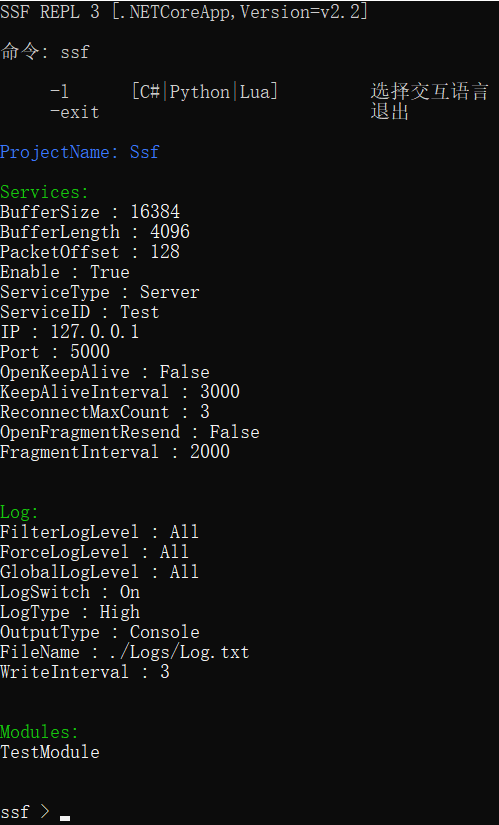 SSF REPL 3 [.NETCoreApp,Version=v2.2]
命令: ssf
-l [C#|Python|Lua] 选择交互语言
-exit 退出
ProjectName: Ssf
Services:
BufferSize : 16384
BufferLength : 4096
PacketOffset : 128
Enable : True
ServiceType : Server
ServiceID : Test
IP : 127.0.0.1
Port : 5000
OpenKeepAlive : False
KeepAliveInterval : 3000
ReconnectMaxCount : 3
OpenFragmentResend : False
FragmentInterval : 2000
Log:
FilterLogLevel : All
ForceLogLevel : All
GlobalLogLevel : All
LogSwitch : On
LogType : High
OutputType : Console
FileName : ./Logs/Log.txt
WriteInterval : 3
Modules:
TestModule
ssf >